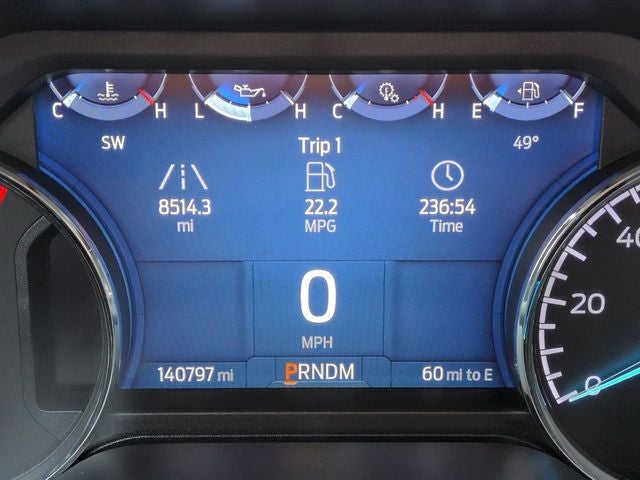 C H L H C H E F
SW Trip 1 49°
8514.3 22.2 236:54
mi MPG Time
0
MPH
140797 mi PRNDM 60 mi to E
40
20
0